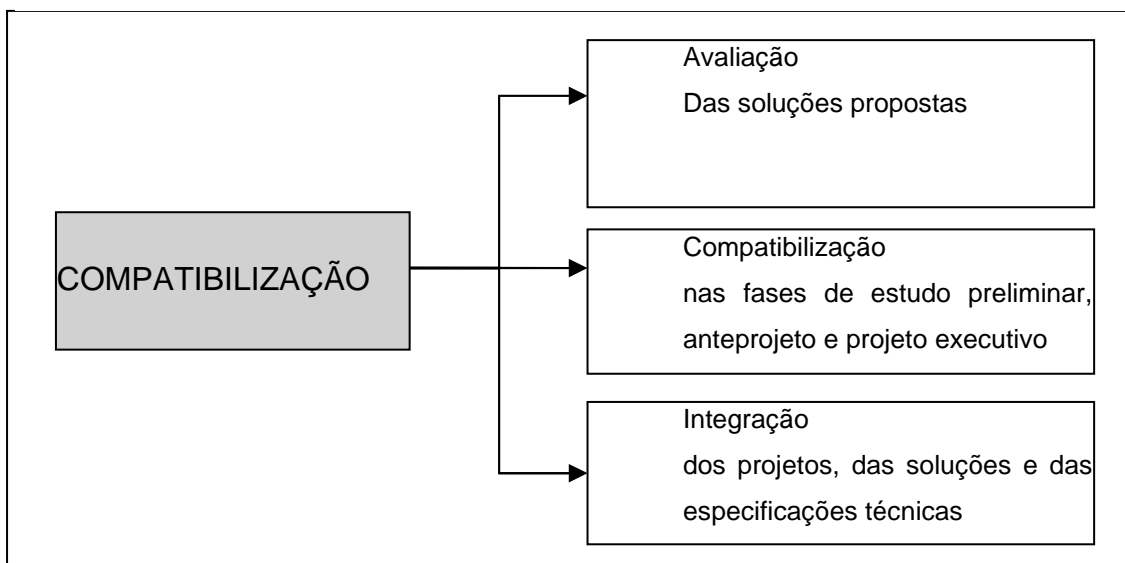 COMPATIBILIZAÇÃO
Avaliação
Das soluções propostas
Compatibilização
nas fases de estudo preliminar,
anteprojeto e projeto executivo
Integração
dos projetos, das soluções e das
especificações técnicas